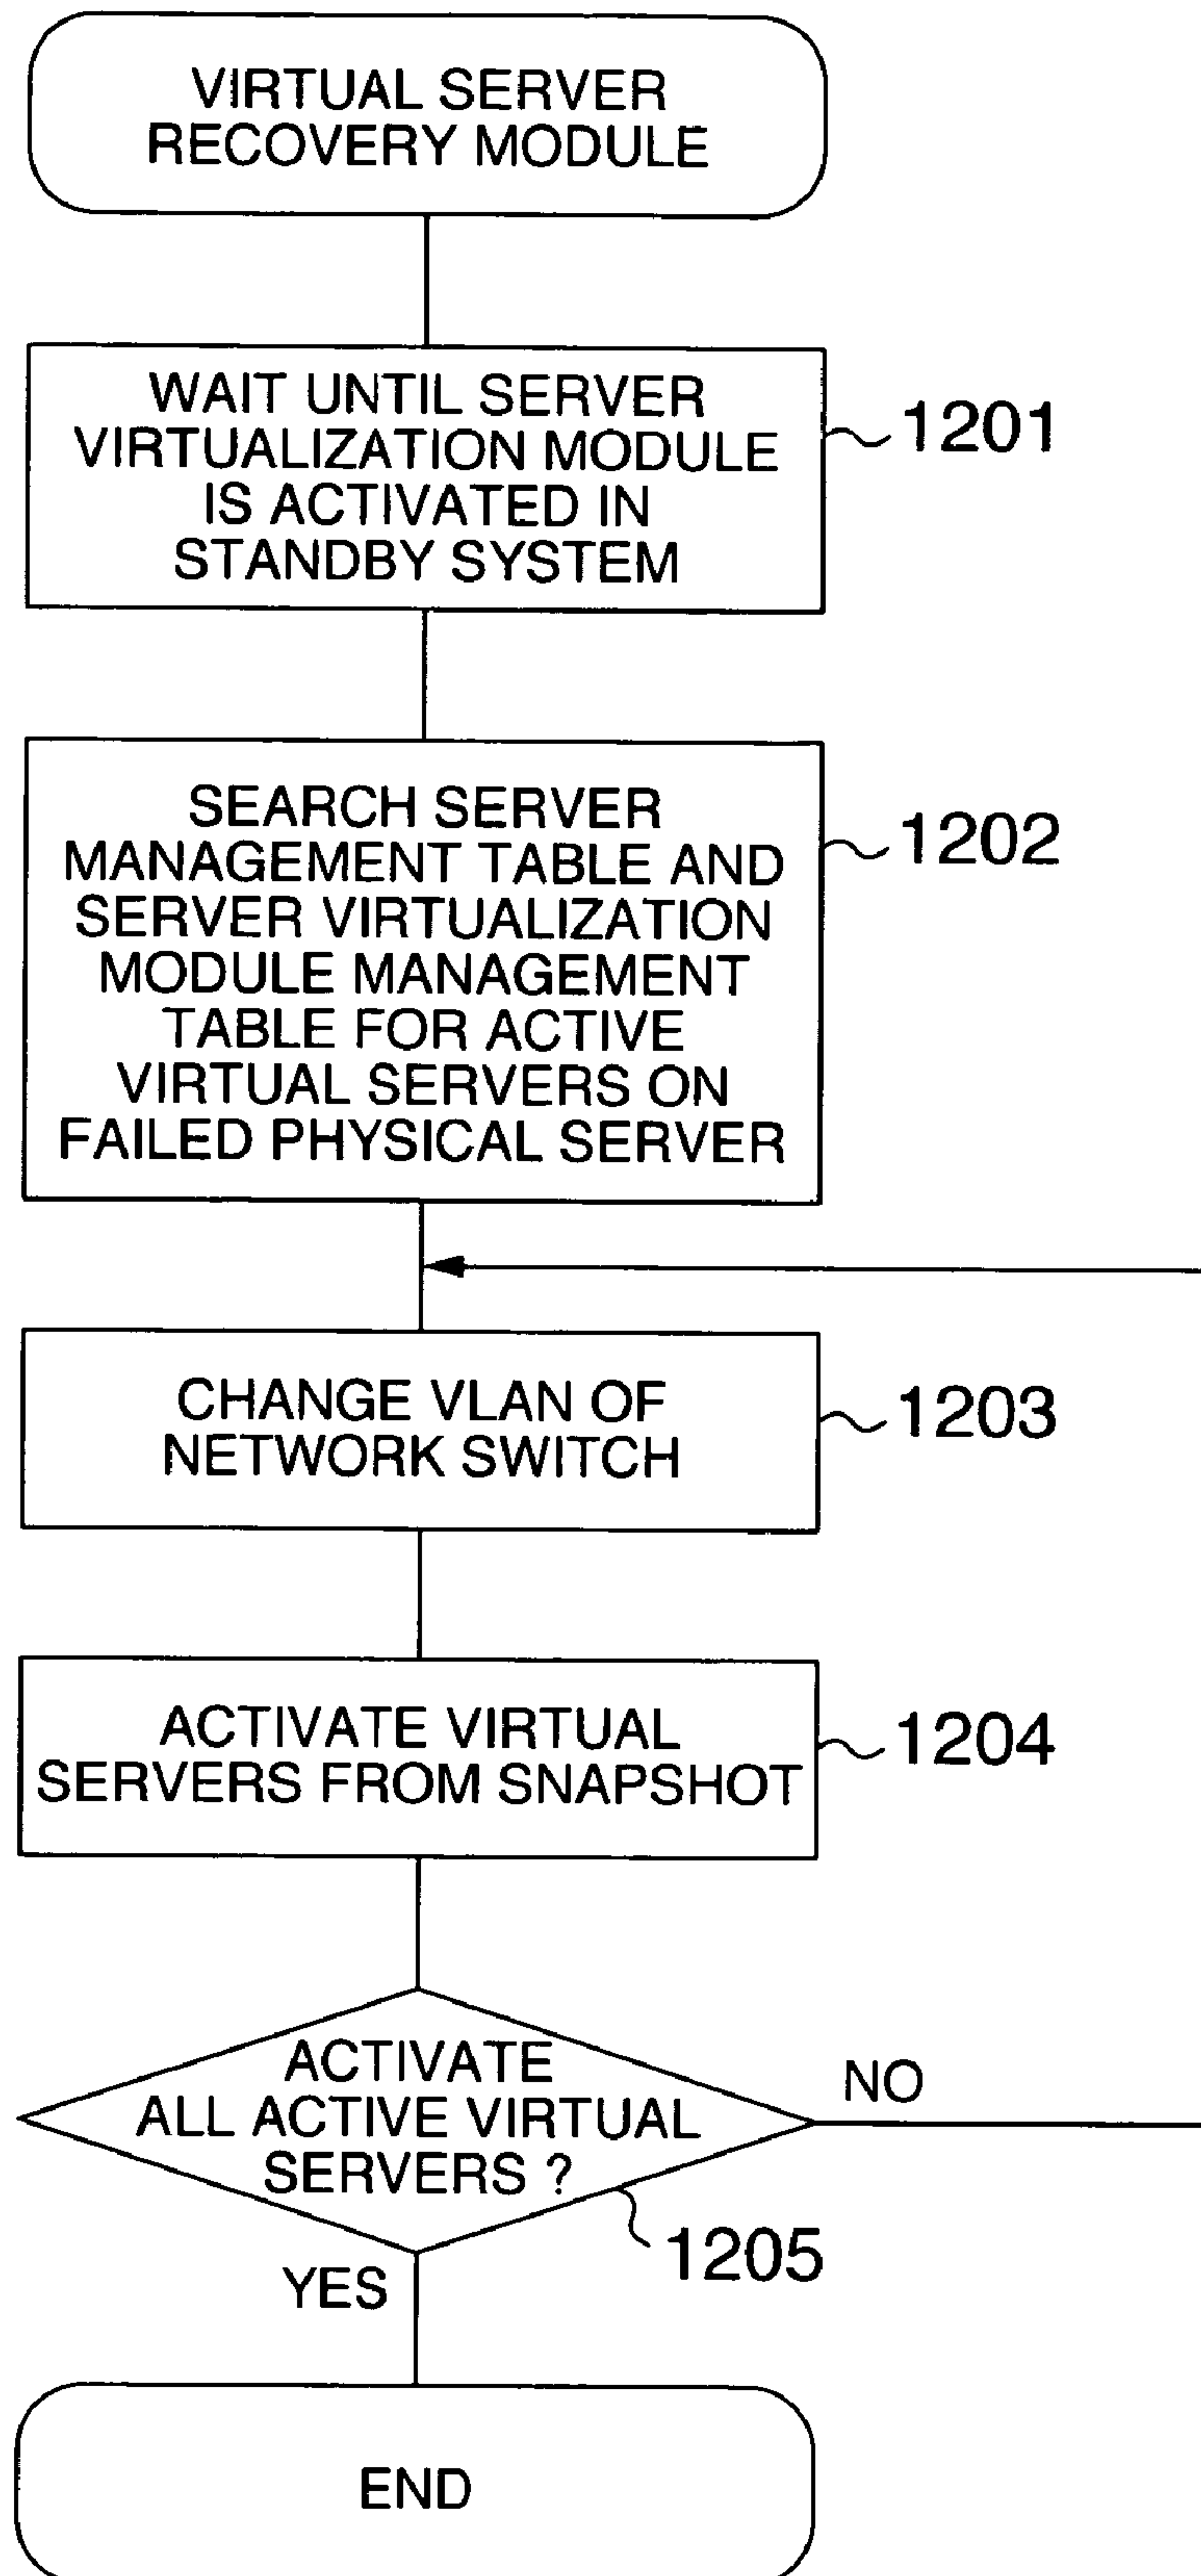 VIRTUAL SERVER
RECOVERY MODULE
WAIT UNTIL SERVER
VIRTUALIZATION MODULE
IS ACTIVATED IN
STANDBY SYSTEM
1201
SEARCH SERVER
MANAGEMENT TABLE AND
SERVER VIRTUALIZATION
MODULE MANAGEMENT
TABLE FOR ACTIVE
VIRTUAL SERVERS ON
FAILED PHYSICAL SERVER
1202
CHANGE VLAN OF
NETWORK SWITCH
1203
ACTIVATE VIRTUAL
SERVERS FROM SNAPSHOT
1204
ACTIVATE
ALL ACTIVE VIRTUAL
SERVERS ?
NO
1205
YES
END